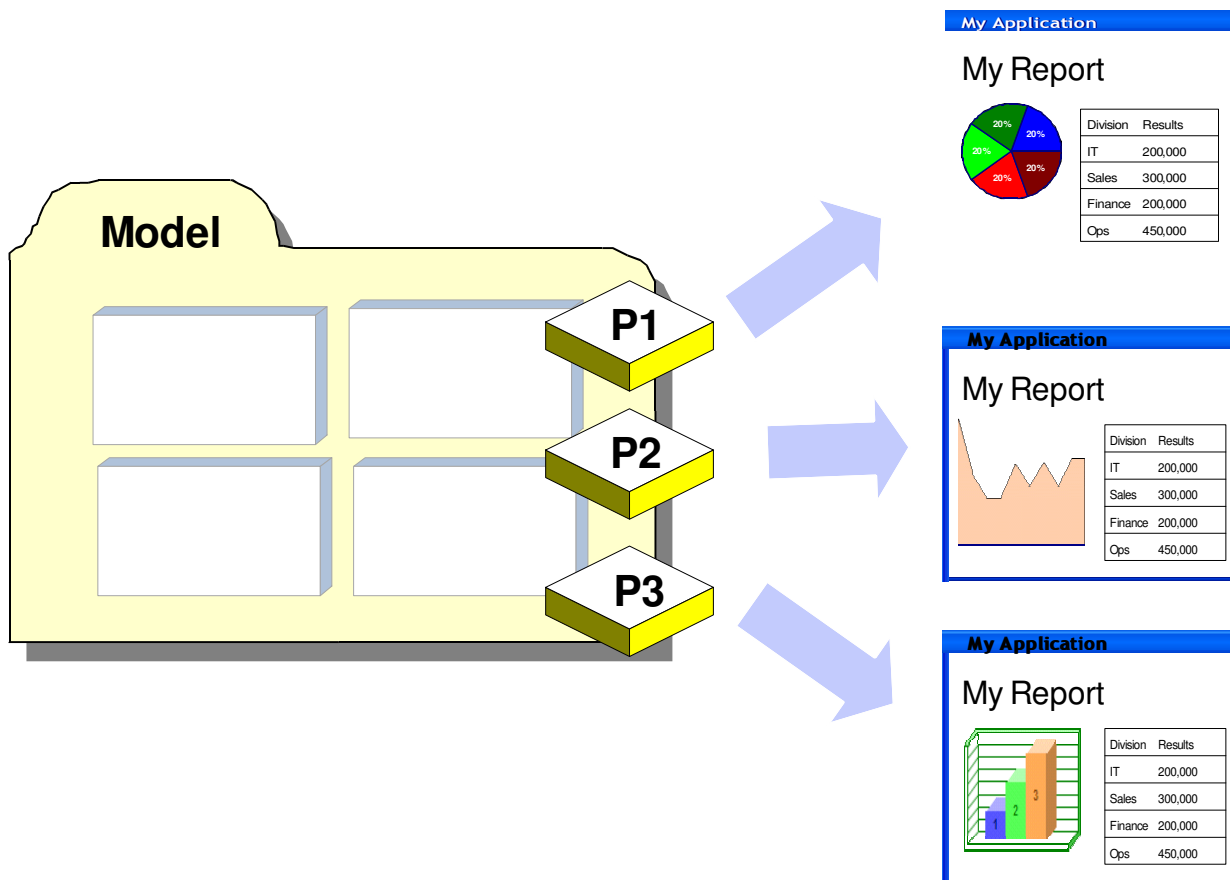 Model
P1
P2
P3
My Application
My Report
20%
20%
20%
20%
20%
Division Results
IT 200,000
Sales 300,000
Finance 200,000
Ops 450,000
My Application
My Report
Division Results
IT 200,000
Sales 300,000
Finance 200,000
Ops 450,000
My Application
My Report
1
2
3
Division Results
IT 200,000
Sales 300,000
Finance 200,000
Ops 450,000